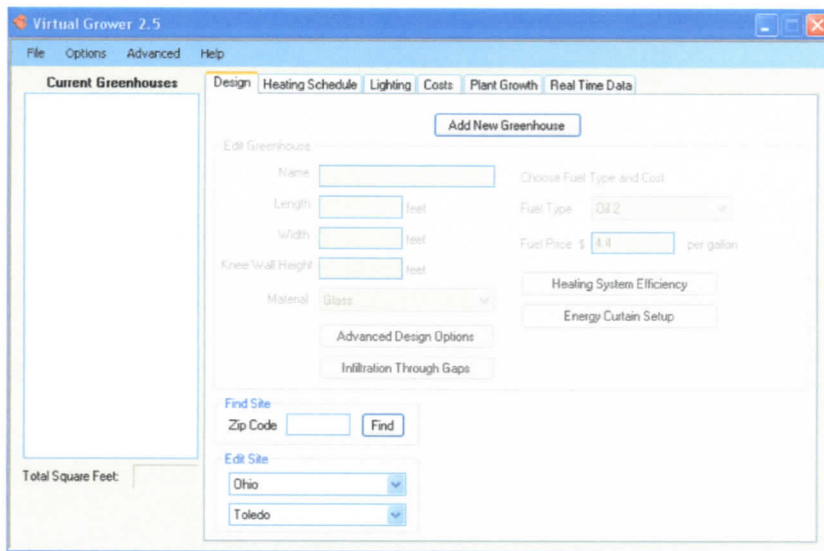 Virtual Grower 2.5
File Options Advanced Help
Current Greenhouses
Design Heating Schedule Lighting Costs Plant Growth Real Time Data
Add New Greenhouse
Edit Greenhouse
Name
Choose Fuel Type and Cost
Length feet
Fuel Type Oil 2
Width feet
Fuel Price $ 4.4 per gallon
Knee Wall Height feet
Heating System Efficiency
Material Glass
Energy Curtain Setup
Advanced Design Options
Infiltration Through Gaps
Find Site
Zip Code Find
Edit Site
Total Square Feet:
Ohio
Toledo